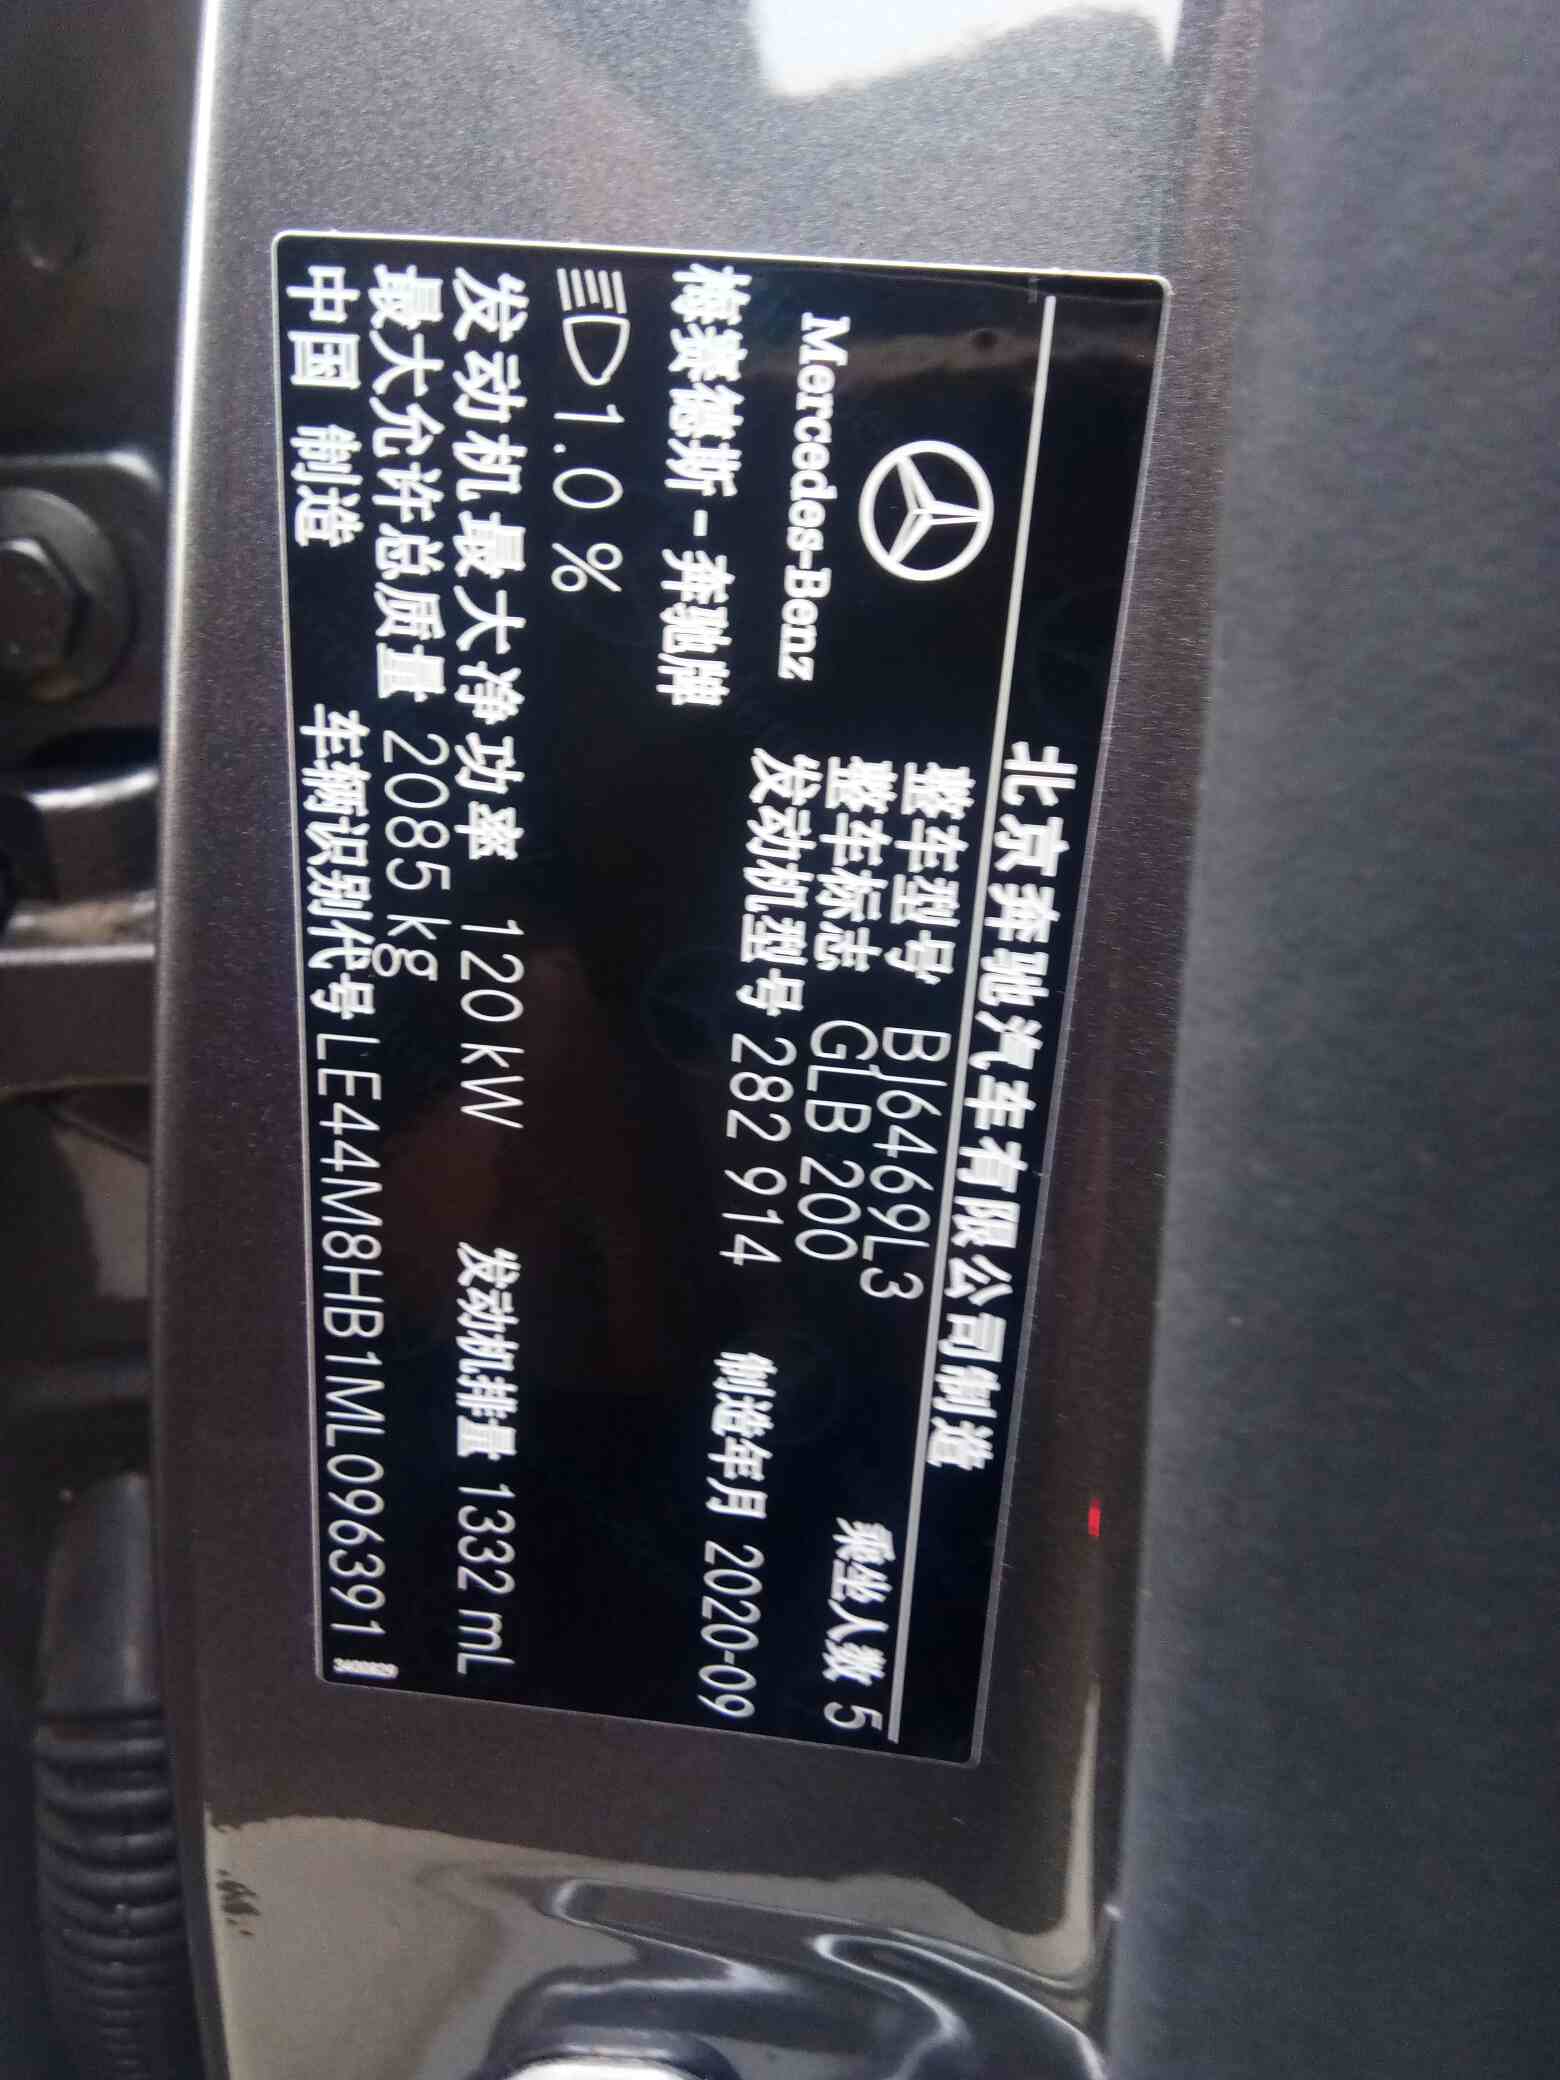 北京奔驰汽车有限公司制造
Mercedes-Benz
整车型号 BJ6469L3 乘坐人数 5
整车标志 GLB 200
发动机型号 282 914 制造年月 2020-09
梅赛德斯-奔驰牌
1.0 %
发动机最大净功率 120 kW 发动机排量 1332 mL
最大允许总质量 2085 kg
中国 制造 车辆识别代号 LE44M8HB1ML096391